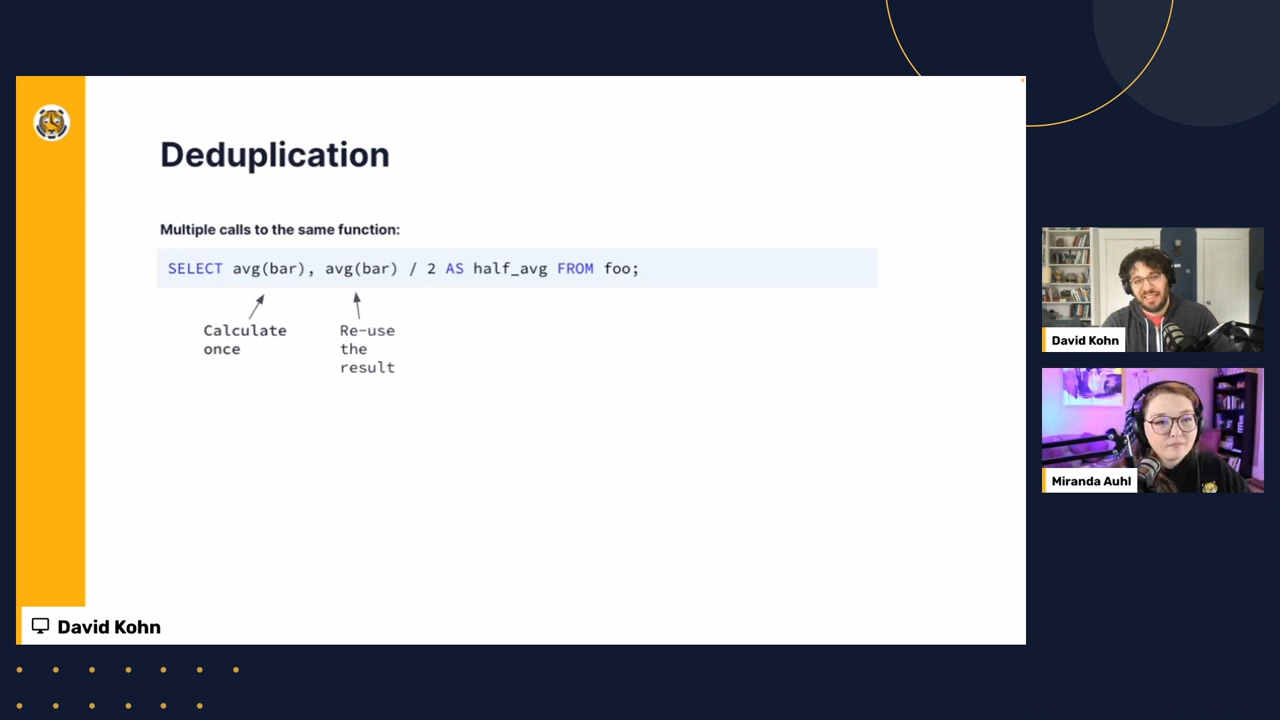 Deduplication
Multiple calls to the same function:
SELECT avg(bar), avg(bar) / 2 AS half_avg FROM foo;
Calculate
once
Re-use
the
result
David Kohn
David Kohn
Miranda Auhl